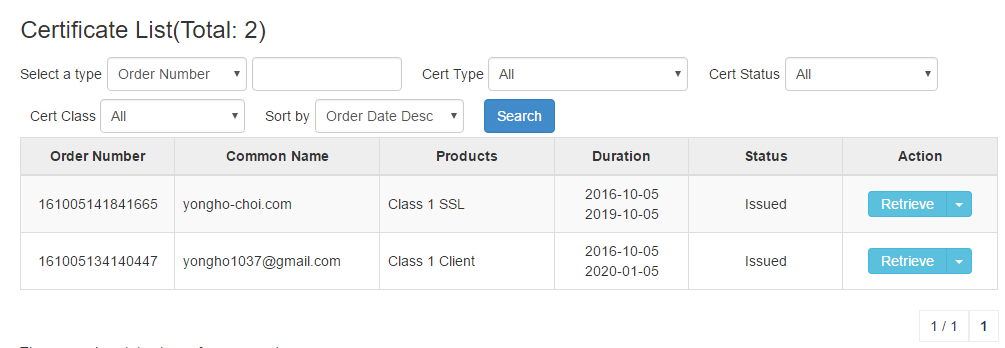 Certificate List(Total: 2)
Select a type Order Number Cert Type All Cert Status All
Cert Class All Sort by Order Date Desc Search
Order Number Common Name Products Duration Status Action
161005141841665 yongho-choi.com Class 1 SSL 2016-10-05 2019-10-05 Issued Retrieve
161005134140447 yongho1037@gmail.com Class 1 Client 2016-10-05 2020-01-05 Issued Retrieve
1 / 1 1